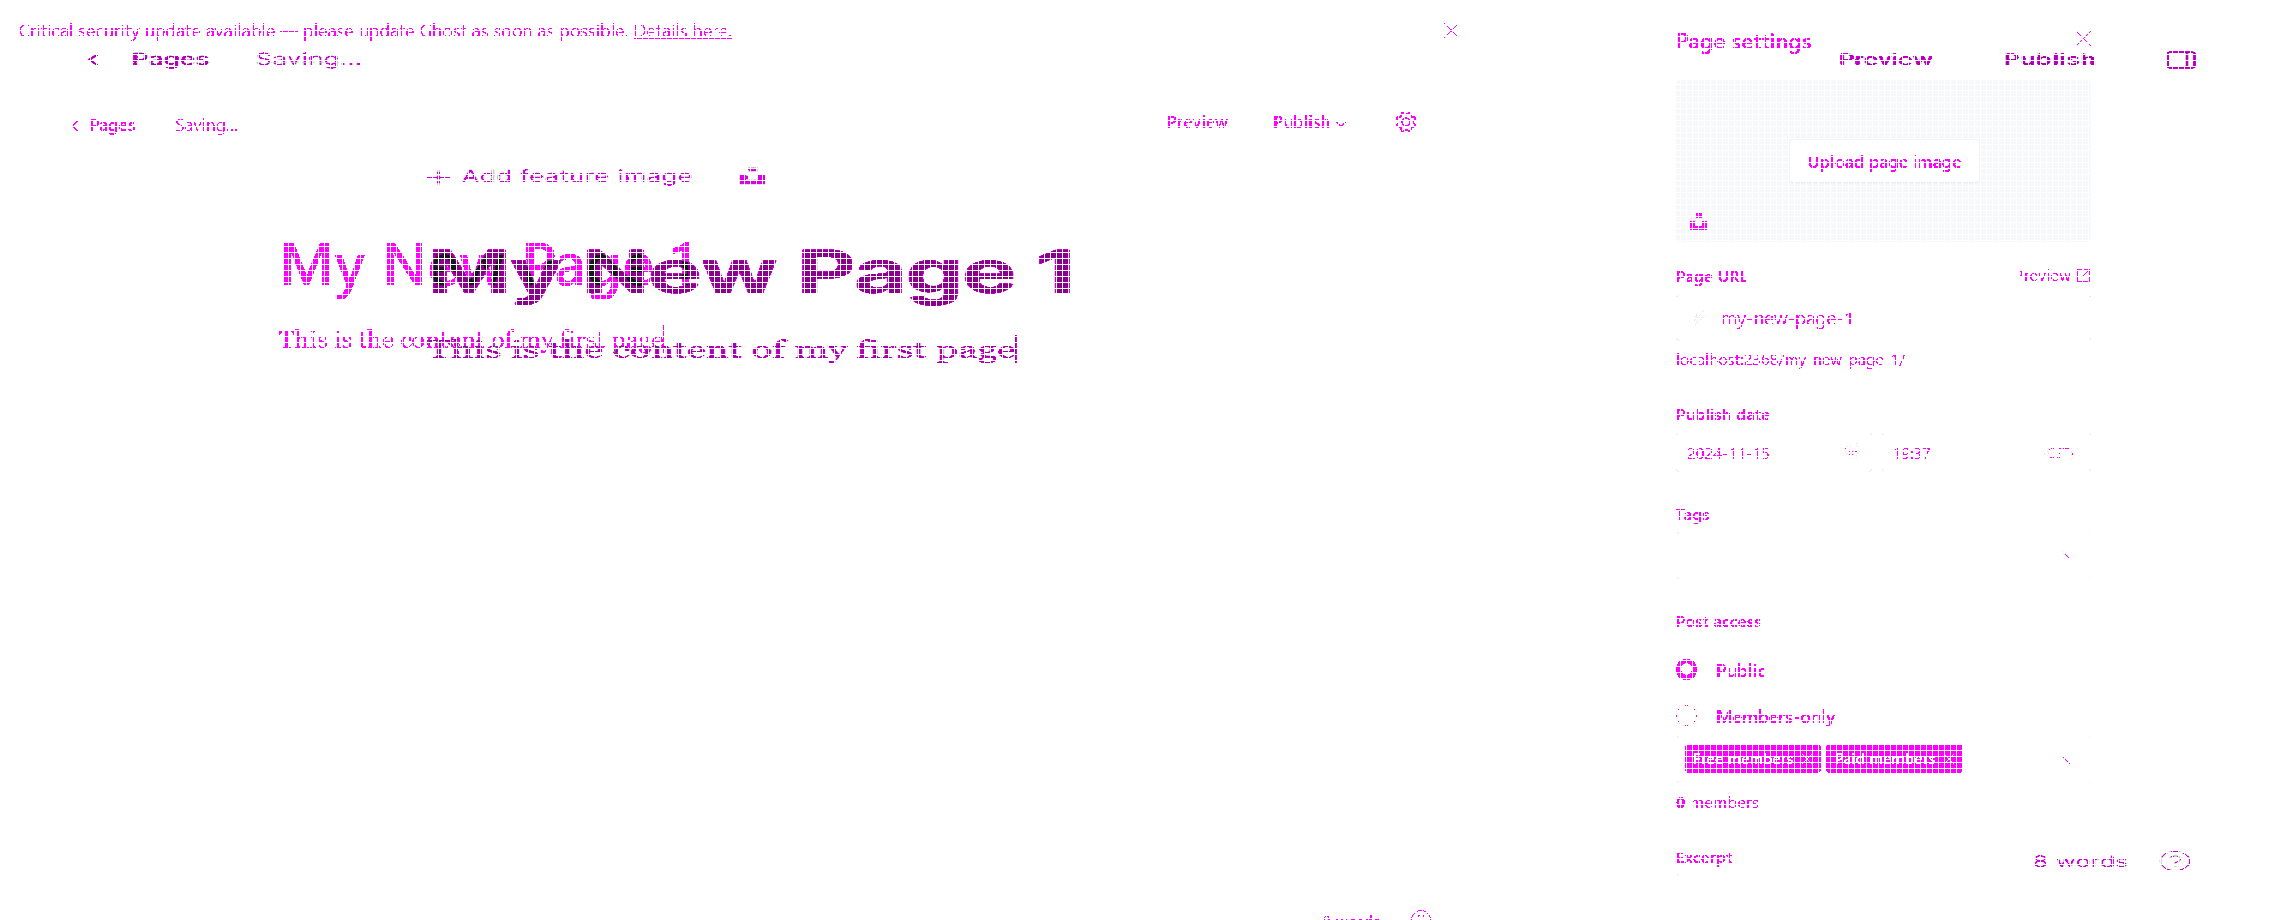 Critical security update available — please update Ghost as soon as possible. Details here.
Pages Saving...
Preview Publish
Pages Saving...
Preview Publish
Add feature image
My New Page 1
My New Page 1
This is the content of my first page
This is the content of my first page
Page settings
Upload page image
Page URL
my-new-page-1
localhost:2368/my-new-page-1/
Publish date
2024-11-15 19:37
Tags
Post access
Public
Members-only
Free members × Paid members ×
0 members
Excerpt
8 words